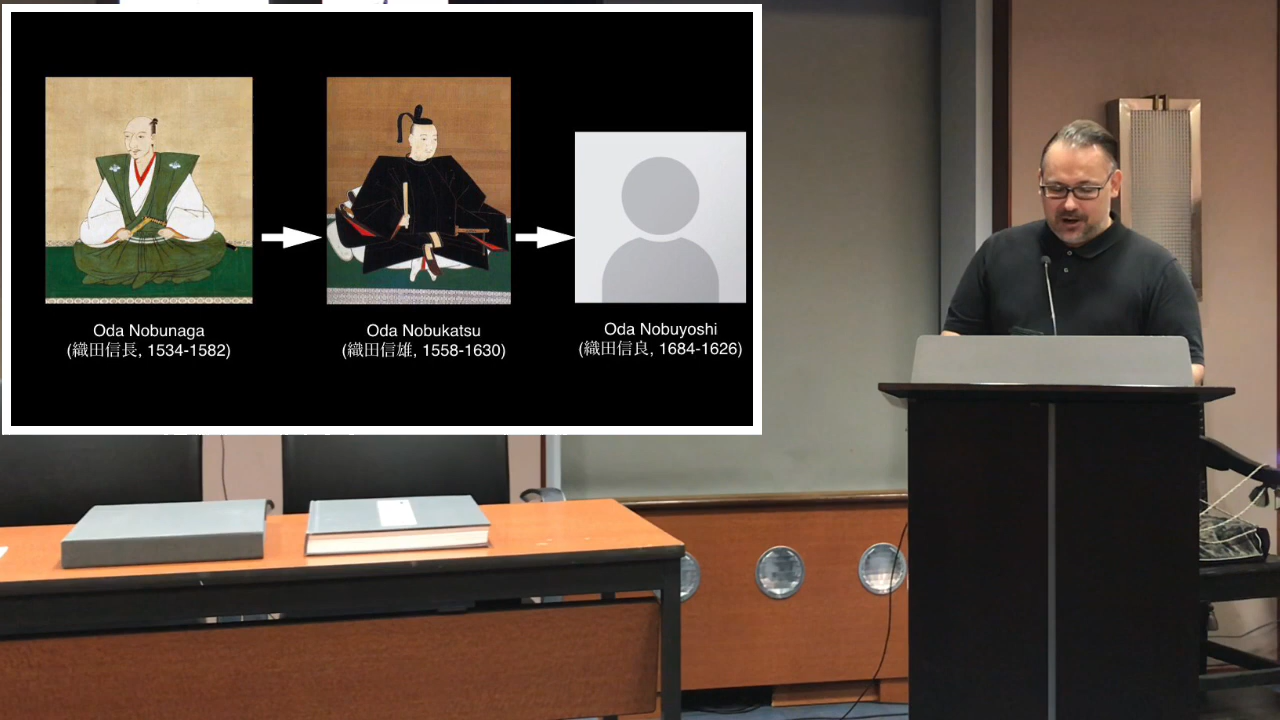 Oda Nobunaga
(織田信長, 1534-1582)
Oda Nobukatsu
(織田信雄, 1558-1630)
Oda Nobuyoshi
(織田信良, 1684-1626)